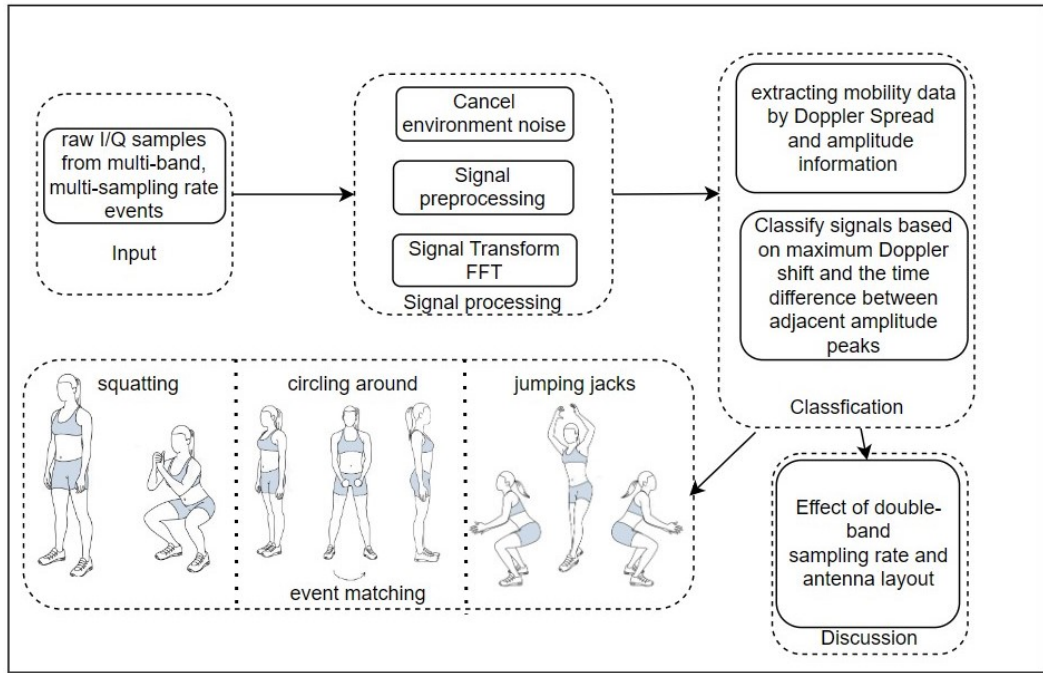 raw I/Q samples
from multi-band,
multi-sampling rate
events
Input
Cancel
environment noise
Signal
preprocessing
Signal Transform
FFT
Signal processing
extracting mobility data
by Doppler Spread
and amplitude
information
Classify signals based
on maximum Doppler
shift and the time
difference between
adjacent amplitude
peaks
Classfication
squatting
circling around
jumping jacks
event matching
Effect of double-
band
sampling rate and
antenna layout
Discussion